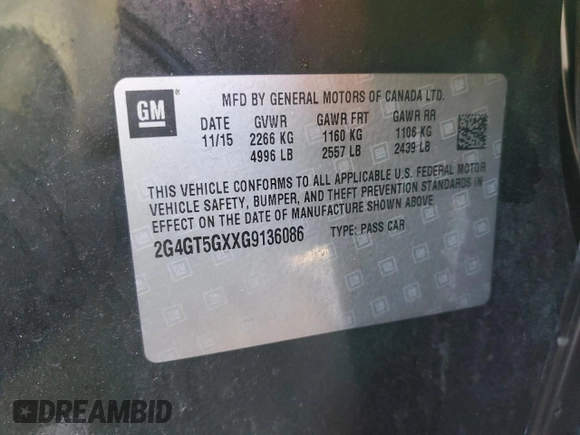 GM
MFD BY GENERAL MOTORS OF CANADA LTD.
DATE GVWR GAWR FRT GAWR RR
11/15 2266 KG 1160 KG 1106 KG
4996 LB 2557 LB 2439 LB
THIS VEHICLE CONFORMS TO ALL APPLICABLE U.S. FEDERAL MOTOR
VEHICLE SAFETY, BUMPER, AND THEFT PREVENTION STANDARDS IN
EFFECT ON THE DATE OF MANUFACTURE SHOWN ABOVE.
2G4GT5GXXG9136086 TYPE: PASS CAR
DREAMBID